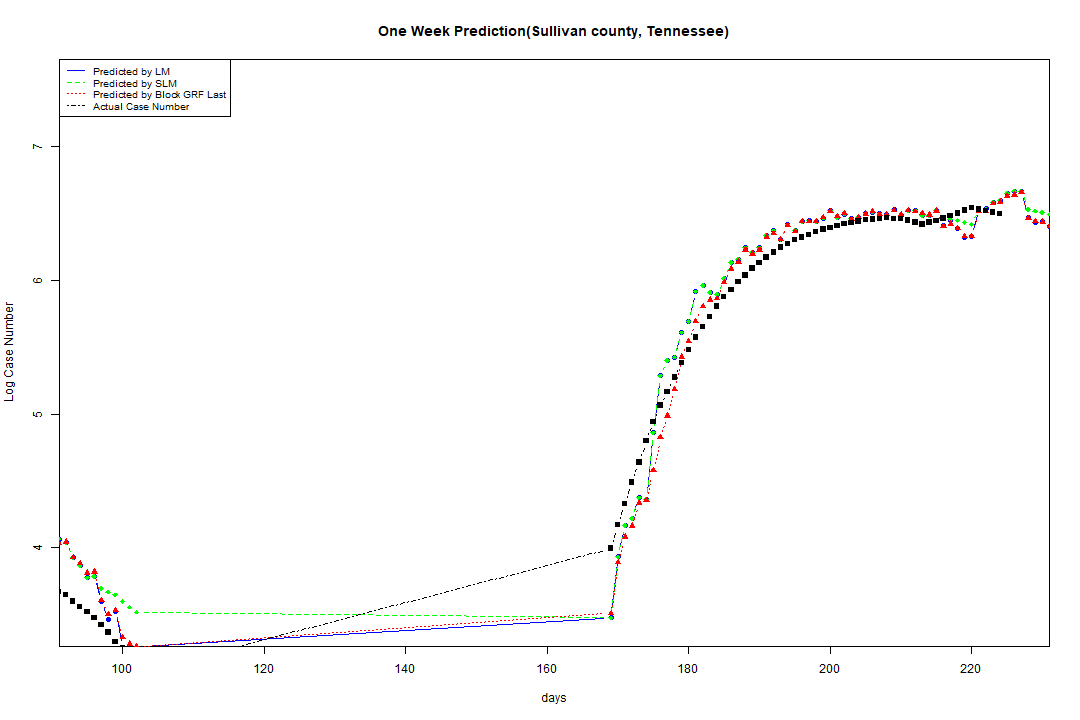 One Week Prediction(Sullivan county, Tennessee)
Predicted by LM
Predicted by SLM
Predicted by Block GRF Last
Actual Case Number
7
6
5
4
Log Case Number
100 120 140 160 180 200 220
days